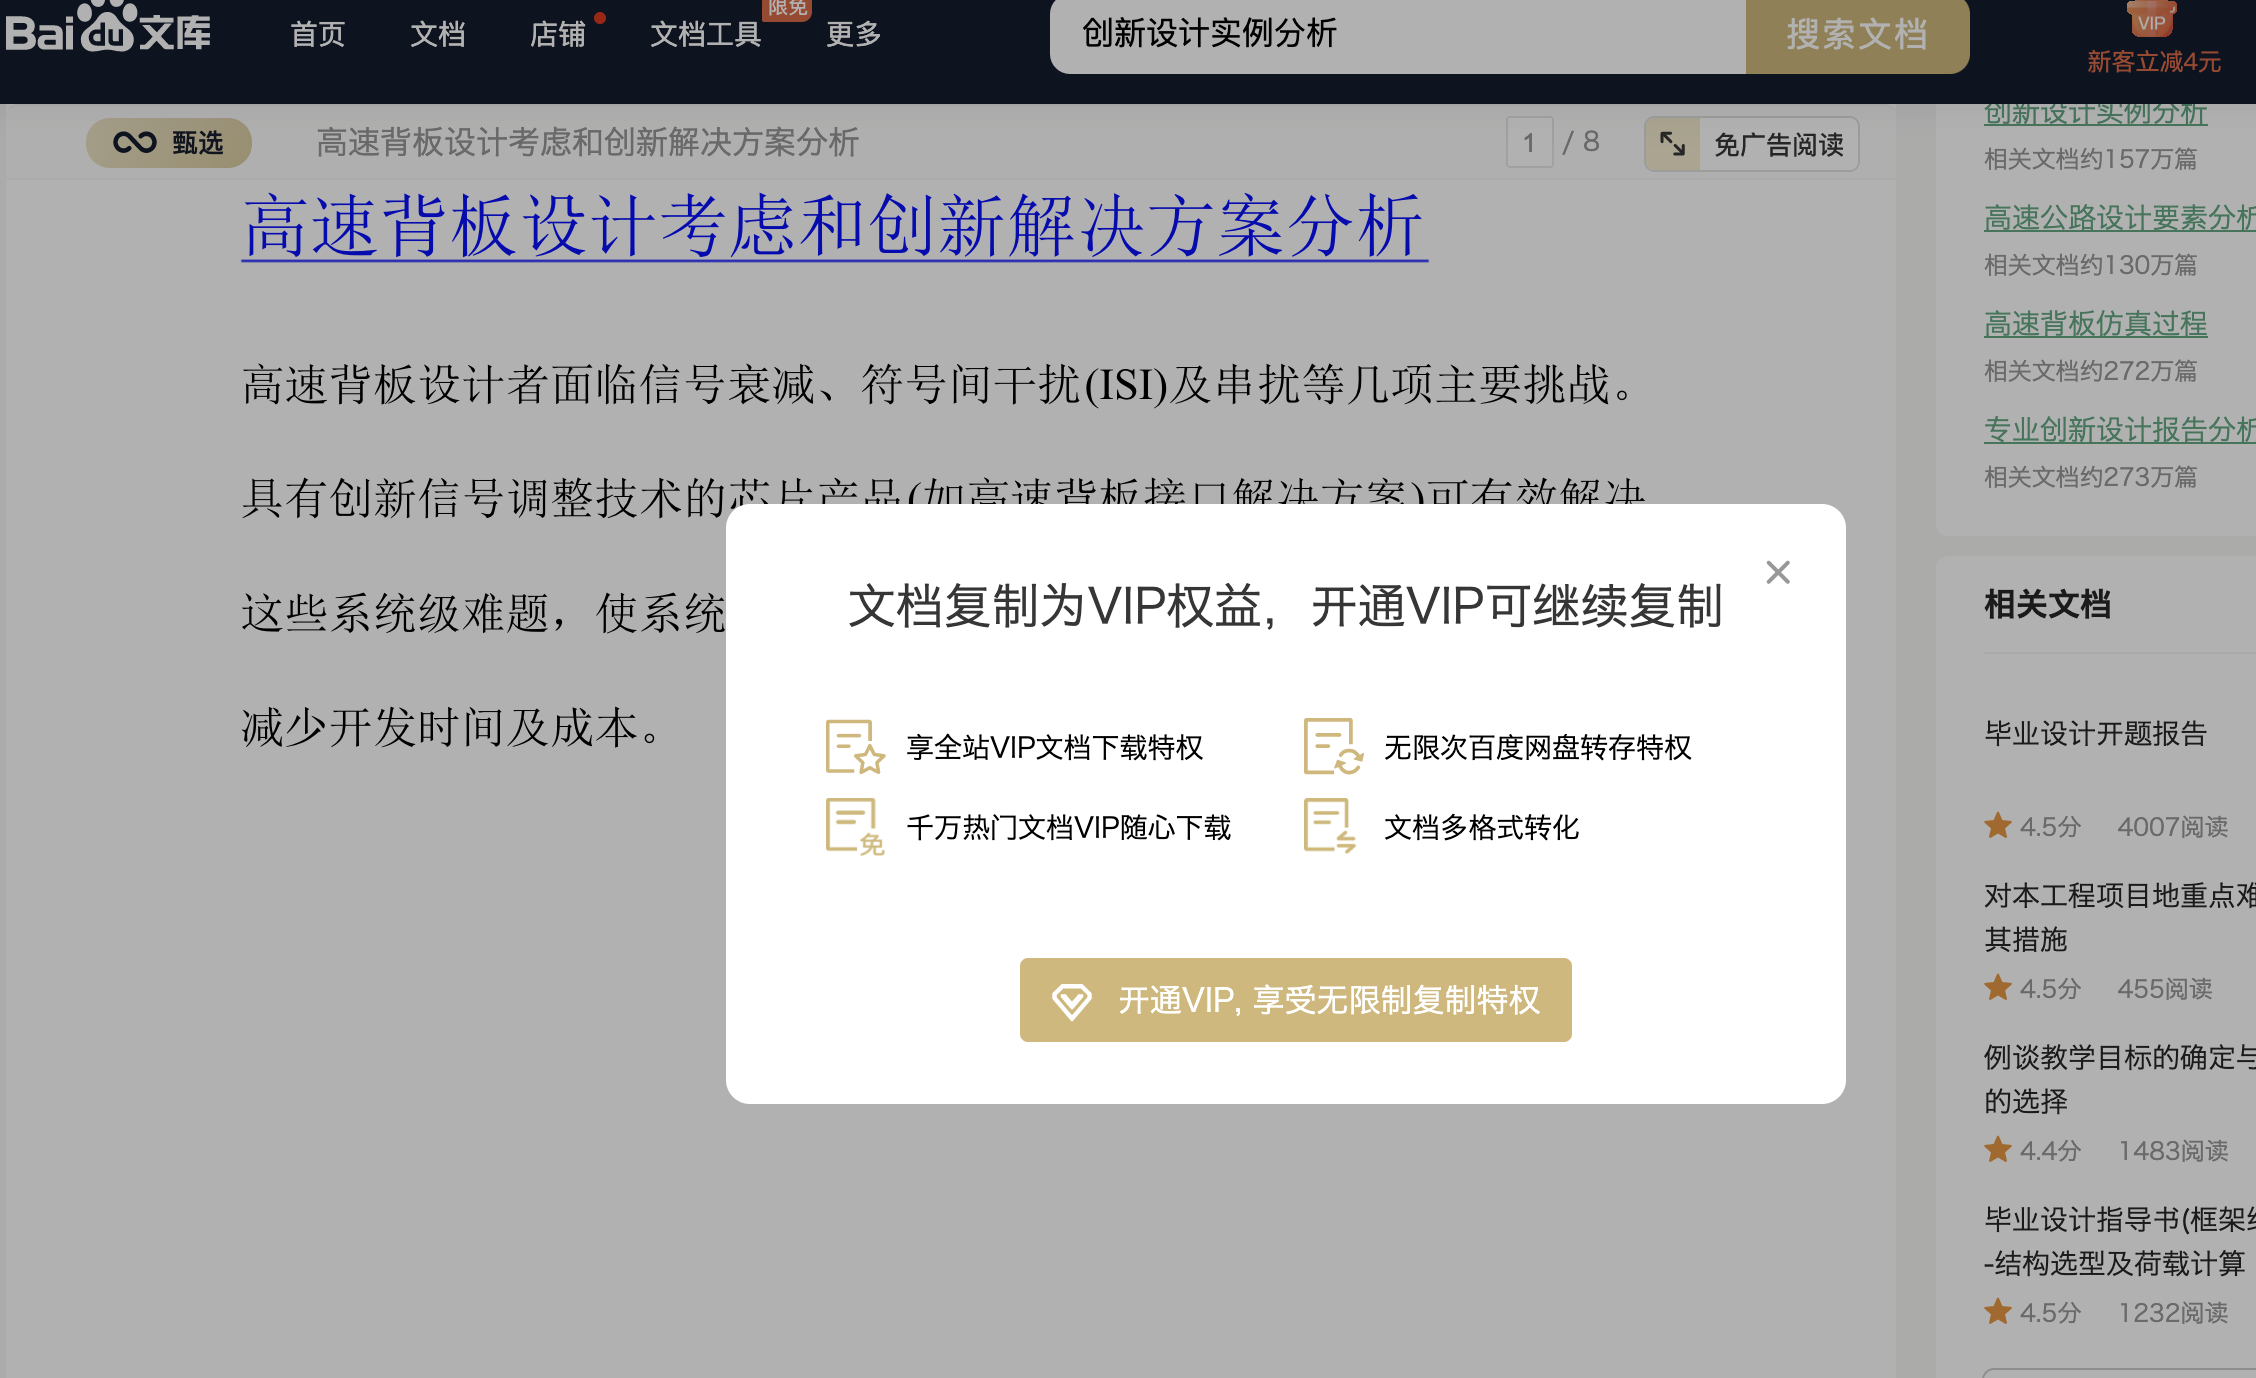 Bai du 文库
首页 文档 店铺 文档工具 限免 更多
创新设计实例分析
搜索文档
VIP
新客立减4元
甄选
高速背板设计考虑和创新解决方案分析
1 / 8
免广告阅读
高速背板设计考虑和创新解决方案分析
高速背板设计者面临信号衰减、符号间干扰(ISI)及串扰等几项主要挑战。
具有创新信号调整技术的芯片产品(如高速背板接口解决方案)可有效解决
这些系统级难题，使系统
减少开发时间及成本。
文档复制为VIP权益，开通VIP可继续复制
享全站VIP文档下载特权
无限次百度网盘转存特权
免
千万热门文档VIP随心下载
文档多格式转化
开通VIP, 享受无限制复制特权
创新设计实例分析
相关文档约157万篇
高速公路设计要素分析
相关文档约130万篇
高速背板仿真过程
相关文档约272万篇
专业创新设计报告分析
相关文档约273万篇
相关文档
毕业设计开题报告
4.5分 4007阅读
对本工程项目地重点难
其措施
4.5分 455阅读
例谈教学目标的确定与
的选择
4.4分 1483阅读
毕业设计指导书(框架结
-结构选型及荷载计算
4.5分 1232阅读